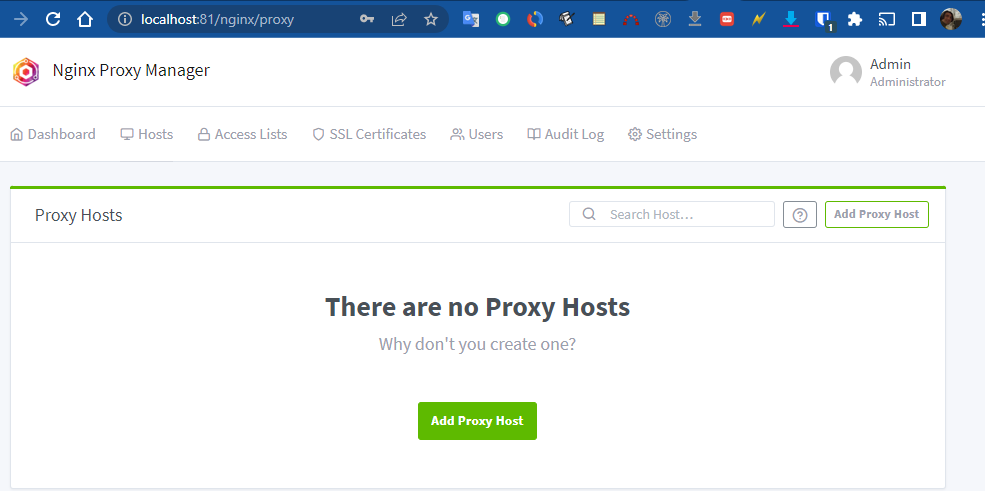 localhost:81/nginx/proxy
1
Nginx Proxy Manager
Admin
Administrator
Dashboard Hosts Access Lists SSL Certificates Users Audit Log Settings
Proxy Hosts Search Host... Add Proxy Host
There are no Proxy Hosts
Why don't you create one?
Add Proxy Host